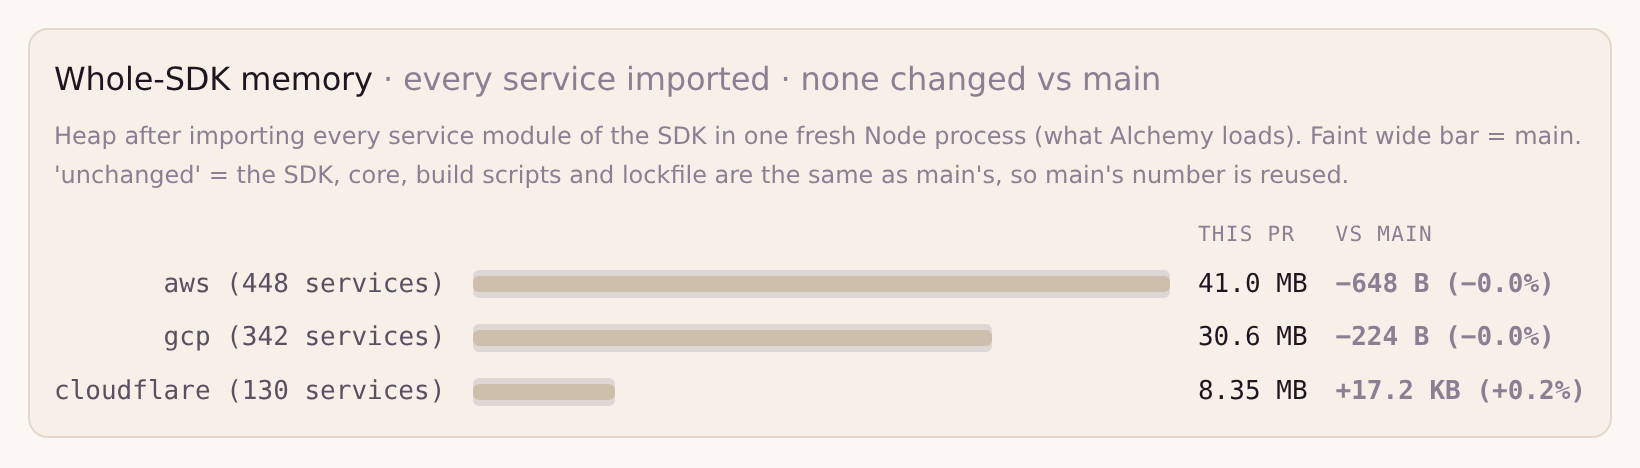 Whole-SDK memory · every service imported · none changed vs main
Heap after importing every service module of the SDK in one fresh Node process (what Alchemy loads). Faint wide bar = main.
'unchanged' = the SDK, core, build scripts and lockfile are the same as main's, so main's number is reused.
THIS PR VS MAIN
aws (448 services) 41.0 MB −648 B (−0.0%)
gcp (342 services) 30.6 MB −224 B (−0.0%)
cloudflare (130 services) 8.35 MB +17.2 KB (+0.2%)